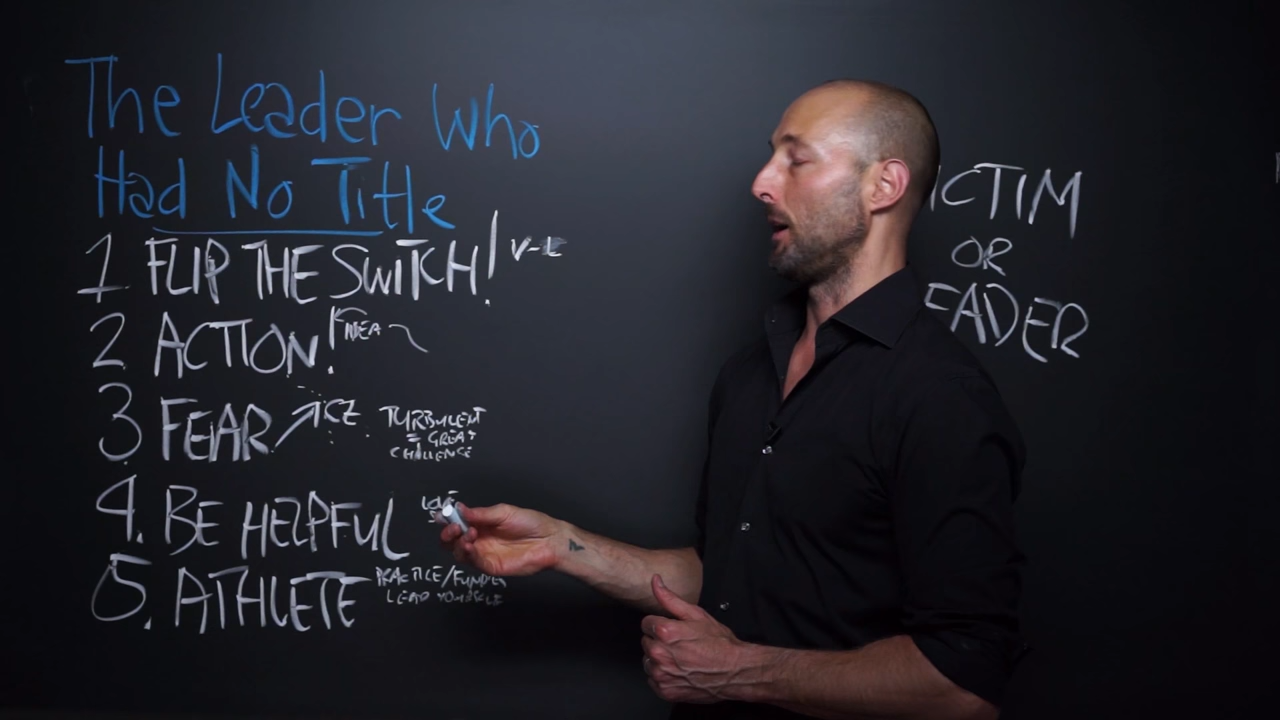 The Leader Who
Had No Title
1 FLIP THE SWITCH! V-L
2 ACTION! IDEA
3 FEAR
TURBULENT
= GREAT
CHALLENGE
4. BE HELPFUL
5. ATHLETE
PRACTICE/FUNDA
LEAD YOURSELF
ICTIM
OR
EADER